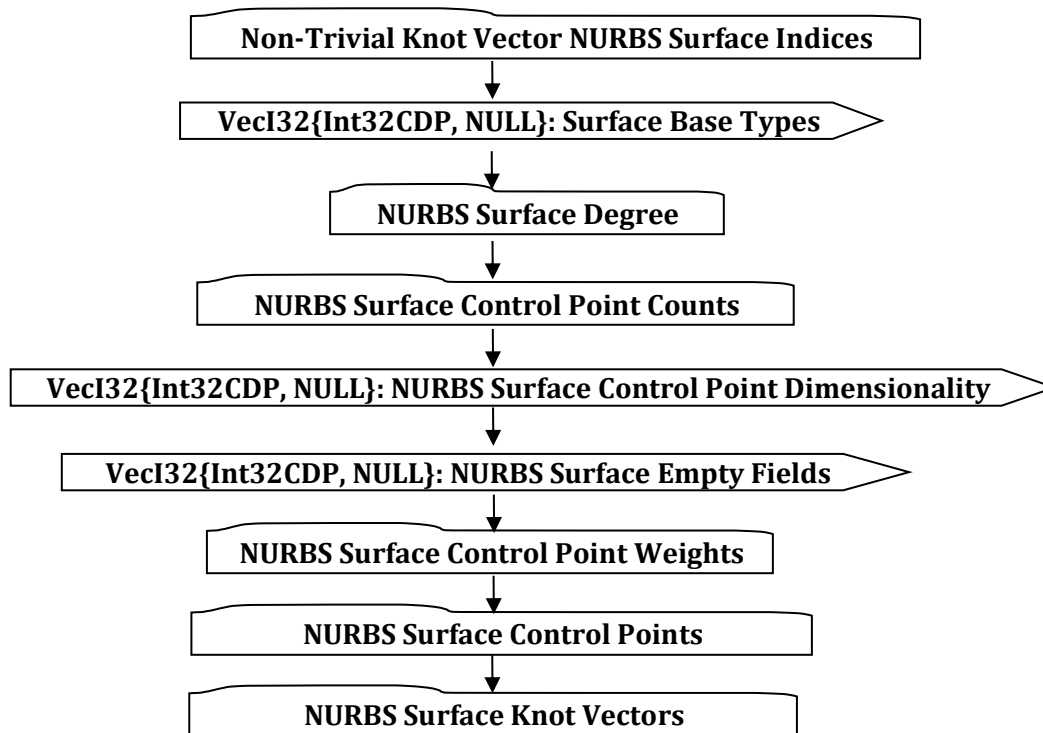 Non-Trivial Knot Vector NURBS Surface Indices
VecI32{Int32CDP, NULL}: Surface Base Types
NURBS Surface Degree
NURBS Surface Control Point Counts
VecI32{Int32CDP, NULL}: NURBS Surface Control Point Dimensionality
VecI32{Int32CDP, NULL}: NURBS Surface Empty Fields
NURBS Surface Control Point Weights
NURBS Surface Control Points
NURBS Surface Knot Vectors